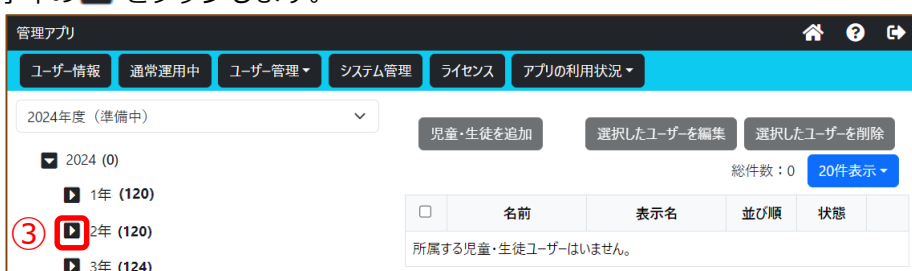 管理アプリ
ユーザー情報 通常運用中 ユーザー管理 システム管理 ライセンス アプリの利用状況
2024年度（準備中）
児童・生徒を追加 選択したユーザーを編集 選択したユーザーを削除
2024 (0)
総件数：0 20件表示
1年 (120)
名前 表示名 並び順 状態
③ 2年 (120)
所属する児童・生徒ユーザーはいません。
3年 (124)